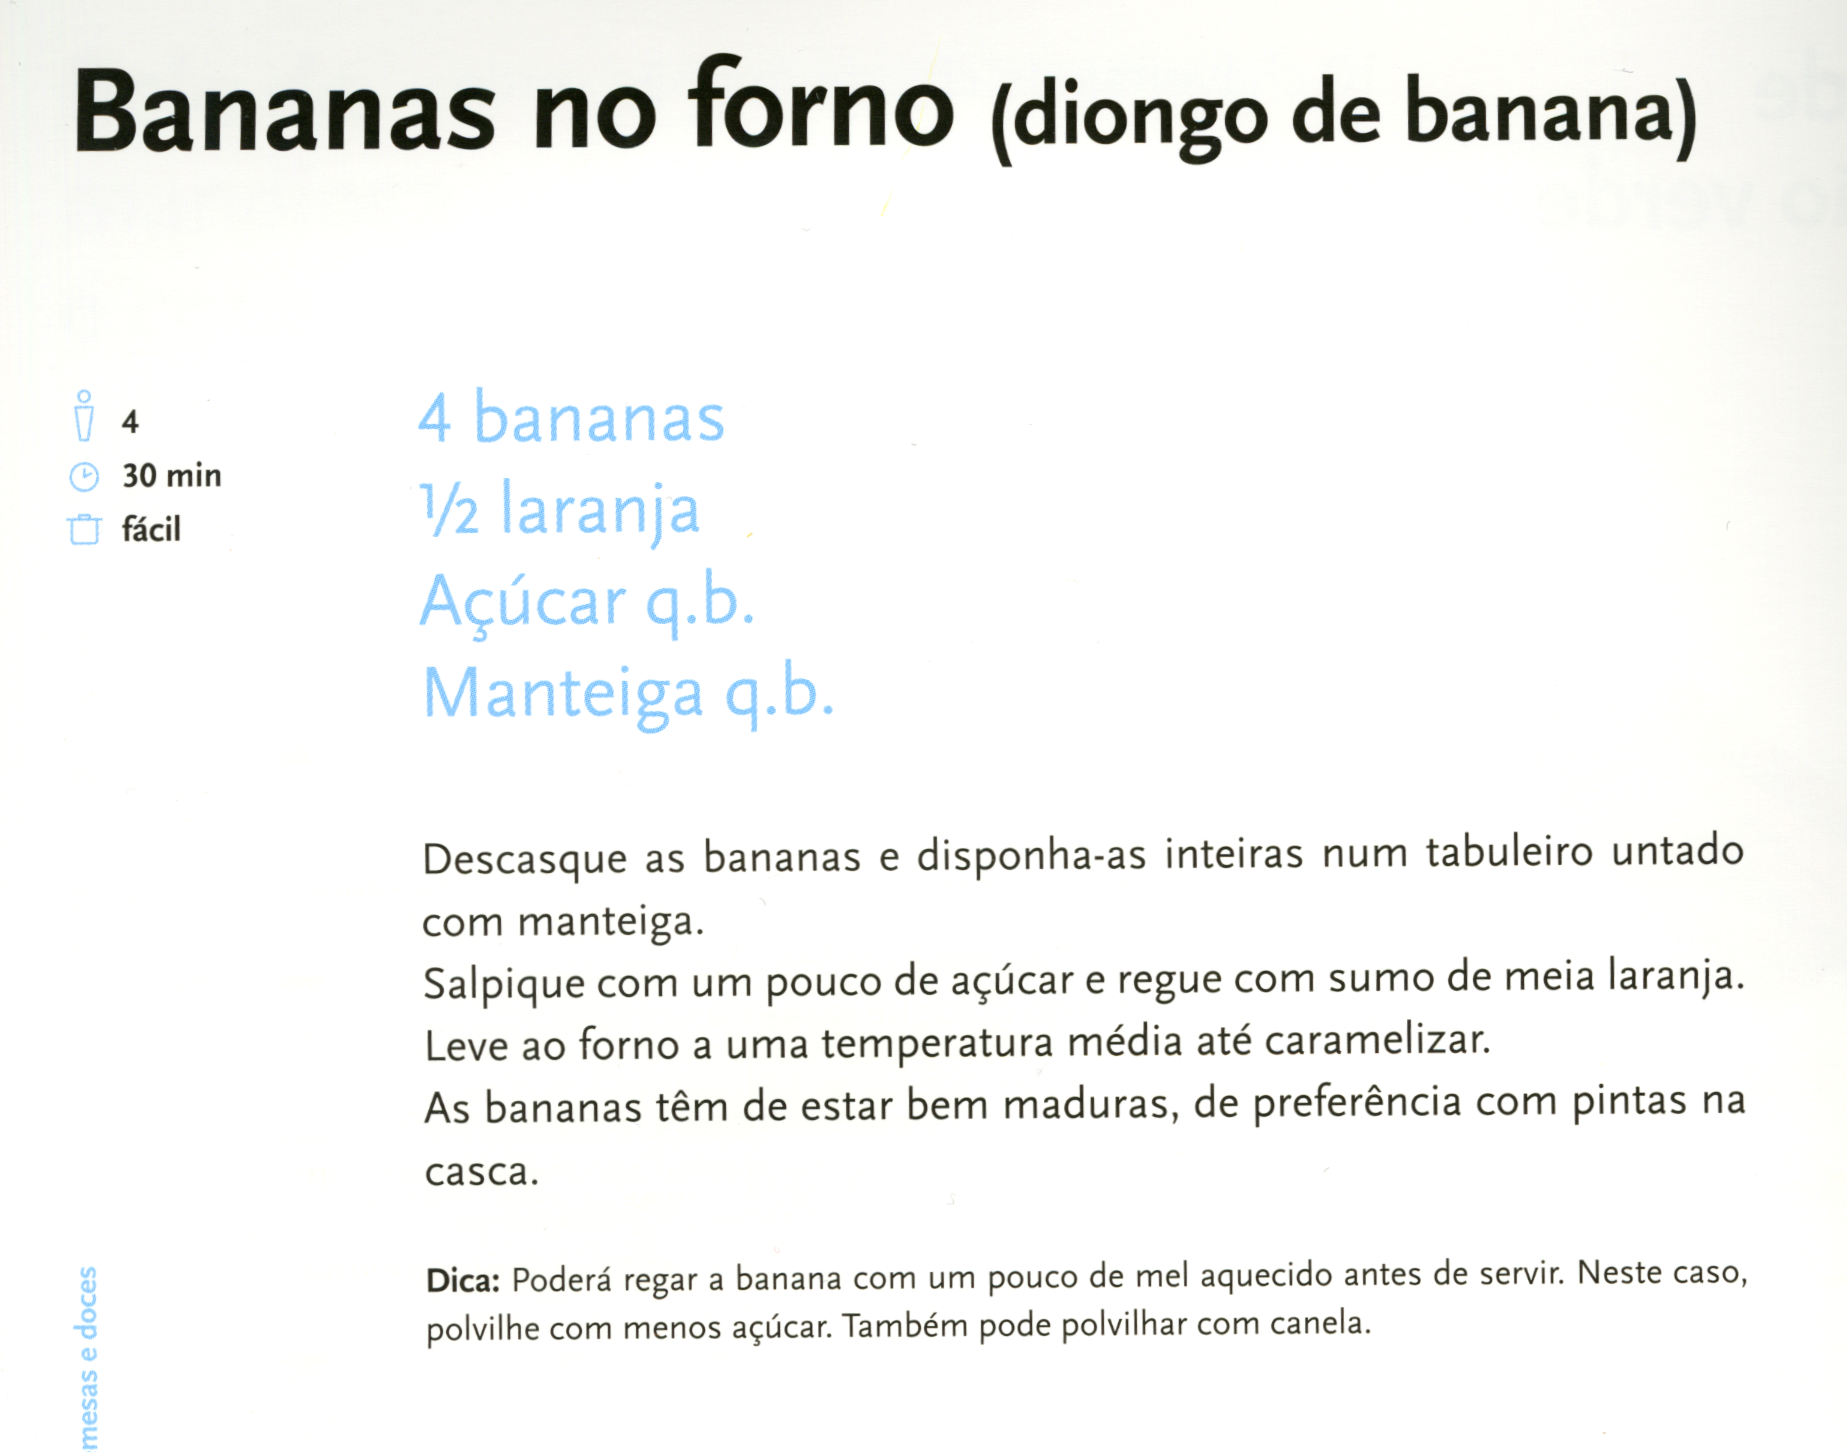 Bananas no forno (diongo de banana)
4
30 min
fácil
4 bananas
½ laranja
Açúcar q.b.
Manteiga q.b.
Descasque as bananas e disponha-as inteiras num tabuleiro untado
com manteiga.
Salpique com um pouco de açúcar e regue com sumo de meia laranja.
Leve ao forno a uma temperatura média até caramelizar.
As bananas têm de estar bem maduras, de preferência com pintas na
casca.
Dica: Poderá regar a banana com um pouco de mel aquecido antes de servir. Neste caso,
polvilhe com menos açúcar. Também pode polvilhar com canela.
mesas e doces